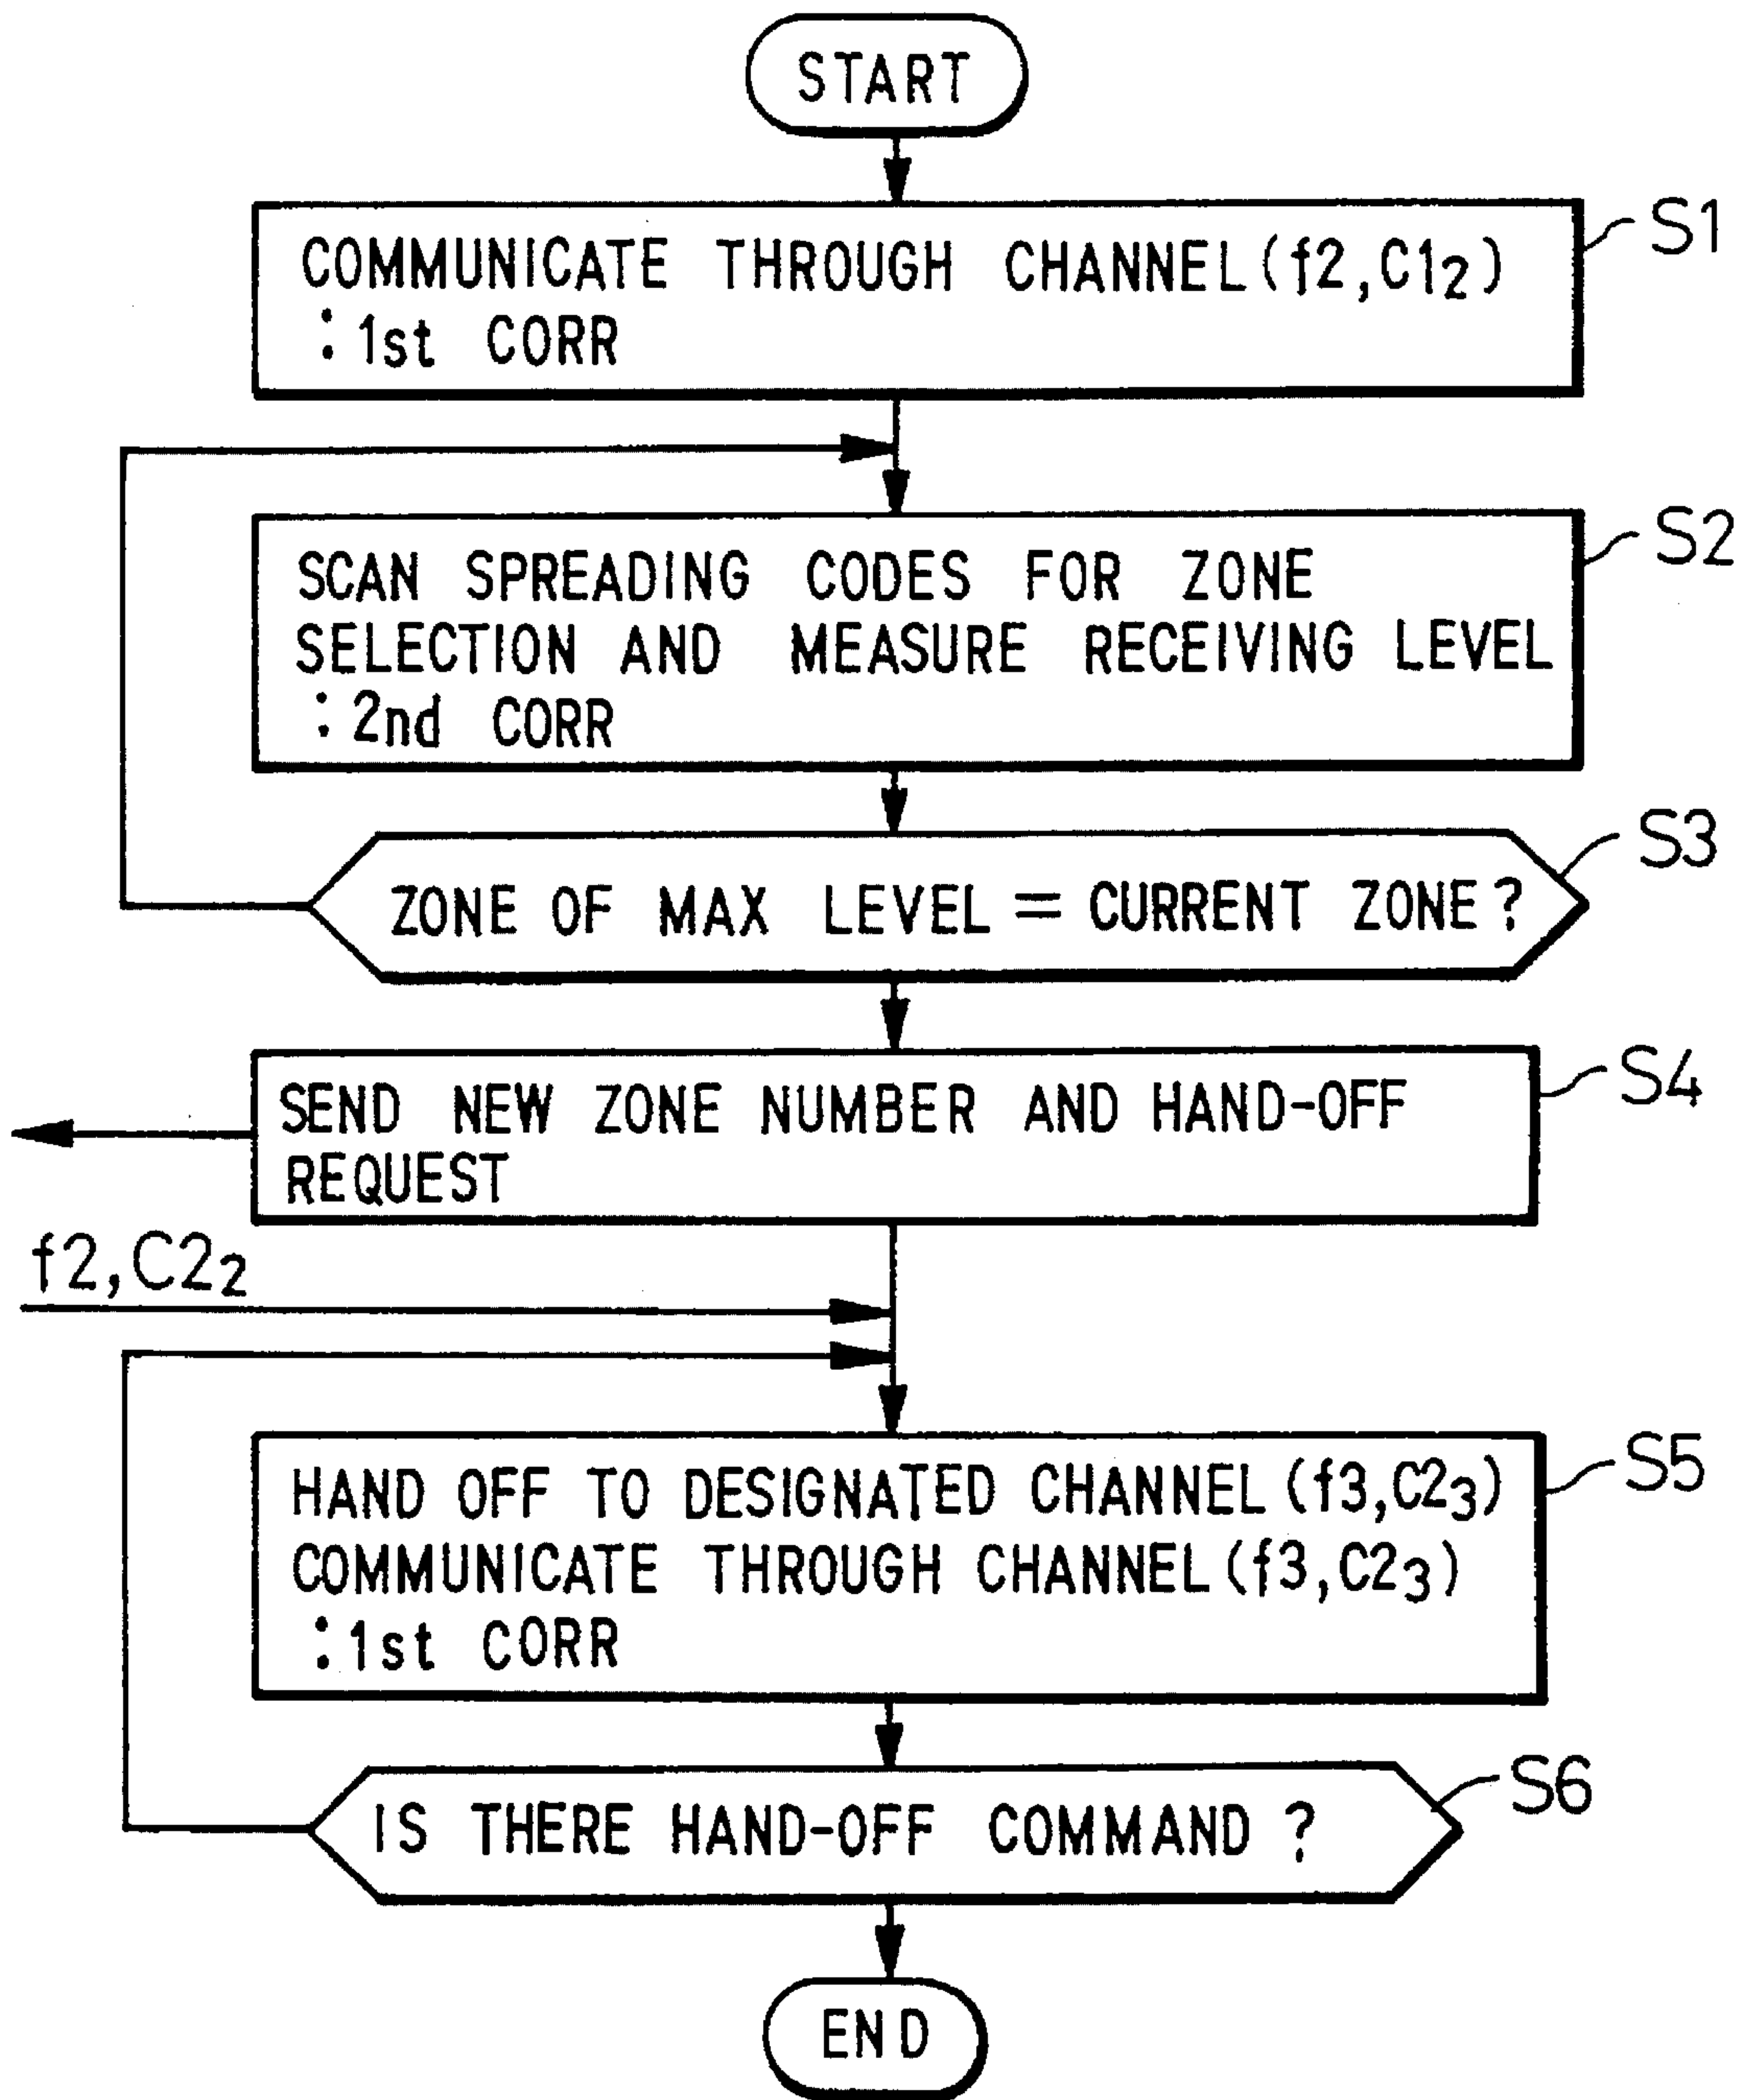 START
S1
COMMUNICATE THROUGH CHANNEL(f2,C1₂)
:1st CORR
S2
SCAN SPREADING CODES FOR ZONE
SELECTION AND MEASURE RECEIVING LEVEL
:2nd CORR
S3
ZONE OF MAX LEVEL = CURRENT ZONE?
S4
SEND NEW ZONE NUMBER AND HAND-OFF
REQUEST
f2,C2₂
S5
HAND OFF TO DESIGNATED CHANNEL(f3,C2₃)
COMMUNICATE THROUGH CHANNEL(f3,C2₃)
:1st CORR
S6
IS THERE HAND-OFF COMMAND ?
END